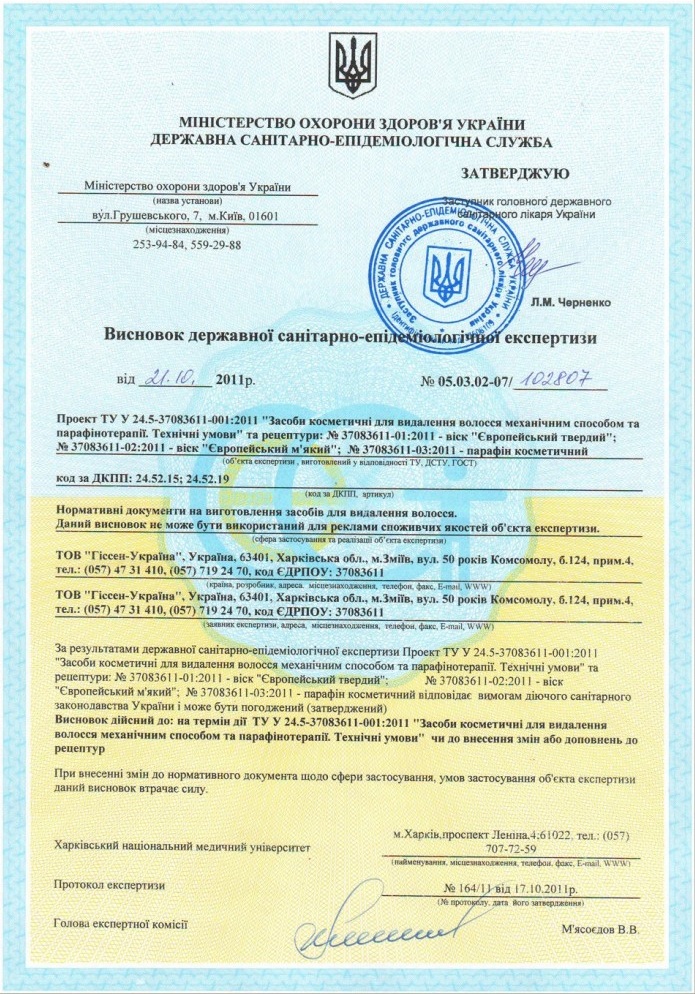 МІНІСТЕРСТВО ОХОРОНИ ЗДОРОВ'Я УКРАЇНИ
ДЕРЖАВНА САНІТАРНО-ЕПІДЕМІОЛОГІЧНА СЛУЖБА
ЗАТВЕРДЖУЮ
Міністерство охорони здоров'я України
(назва установи)
вул.Грушевського, 7, м.Київ, 01601
(місцезнаходження)
253-94-84, 559-29-88
Заступник головного державного
санітарного лікаря України
ДЕРЖАВНА САНІТАРНО-ЕПІДЕМІОЛОГІЧНА СЛУЖБА УКРАЇНИ
Заступник головного державного санітарного лікаря України
Л.М. Черненко
Висновок державної санітарно-епідеміологічної експертизи
від 21.10. 2011р.
№ 05.03.02-07/ 102807
Проект ТУ У 24.5-37083611-001:2011 "Засоби косметичні для видалення волосся механічним способом та
парафінотерапії. Технічні умови" та рецептури: № 37083611-01:2011 - віск "Європейський твердий";
№ 37083611-02:2011 - віск "Європейський м'який"; № 37083611-03:2011 - парафін косметичний
(об'єкта експертизи , виготовлений у відповідності ТУ, ДСТУ, ГОСТ)
код за ДКПП: 24.52.15; 24.52.19
(код за ДКПП, артикул)
Нормативні документи на виготовлення засобів для видалення волосся.
Даний висновок не може бути використаний для реклами споживчих якостей об'єкта експертизи.
(сфера застосування та реалізації об'єкта експертизи)
ТОВ "Гіссен-Україна", Україна, 63401, Харківська обл., м.Зміїв, вул. 50 років Комсомолу, б.124, прим.4,
тел.: (057) 47 31 410, (057) 719 24 70, код ЄДРПОУ: 37083611
(країна, розробник, адреса, місцезнаходження, телефон, факс, E-mail, WWW)
ТОВ "Гіссен-Україна", Україна, 63401, Харківська обл., м.Зміїв, вул. 50 років Комсомолу, б.124, прим.4,
тел.: (057) 47 31 410, (057) 719 24 70, код ЄДРПОУ: 37083611
(заявник експертизи, адреса, місцезнаходження, телефон, факс, E-mail, WWW)
За результатами державної санітарно-епідеміологічної експертизи Проект ТУ У 24.5-37083611-001:2011
"Засоби косметичні для видалення волосся механічним способом та парафінотерапії. Технічні умови" та
рецептури: № 37083611-01:2011 - віск "Європейський твердий"; № 37083611-02:2011 - віск
"Європейський м'який"; № 37083611-03:2011 - парафін косметичний відповідає вимогам діючого санітарного
законодавства України і може бути погоджений (затверджений)
Висновок дійсний до: на термін дії ТУ У 24.5-37083611-001:2011 "Засоби косметичні для видалення
волосся механічним способом та парафінотерапії. Технічні умови" чи до внесення змін або доповнень до
рецептур
При внесенні змін до нормативного документа щодо сфери застосування, умов застосування об'єкта експертизи
даний висновок втрачає силу.
Харківський національний медичний університет
м.Харків,проспект Леніна,4;61022, тел.: (057)
707-72-59
(найменування, місцезнаходження, телефон, факс, E-mail, WWW)
Протокол експертизи
№ 164/11 від 17.10.2011р.
(№ протоколу, дата його затвердження)
Голова експертної комісії
М'ясоєдов В.В.